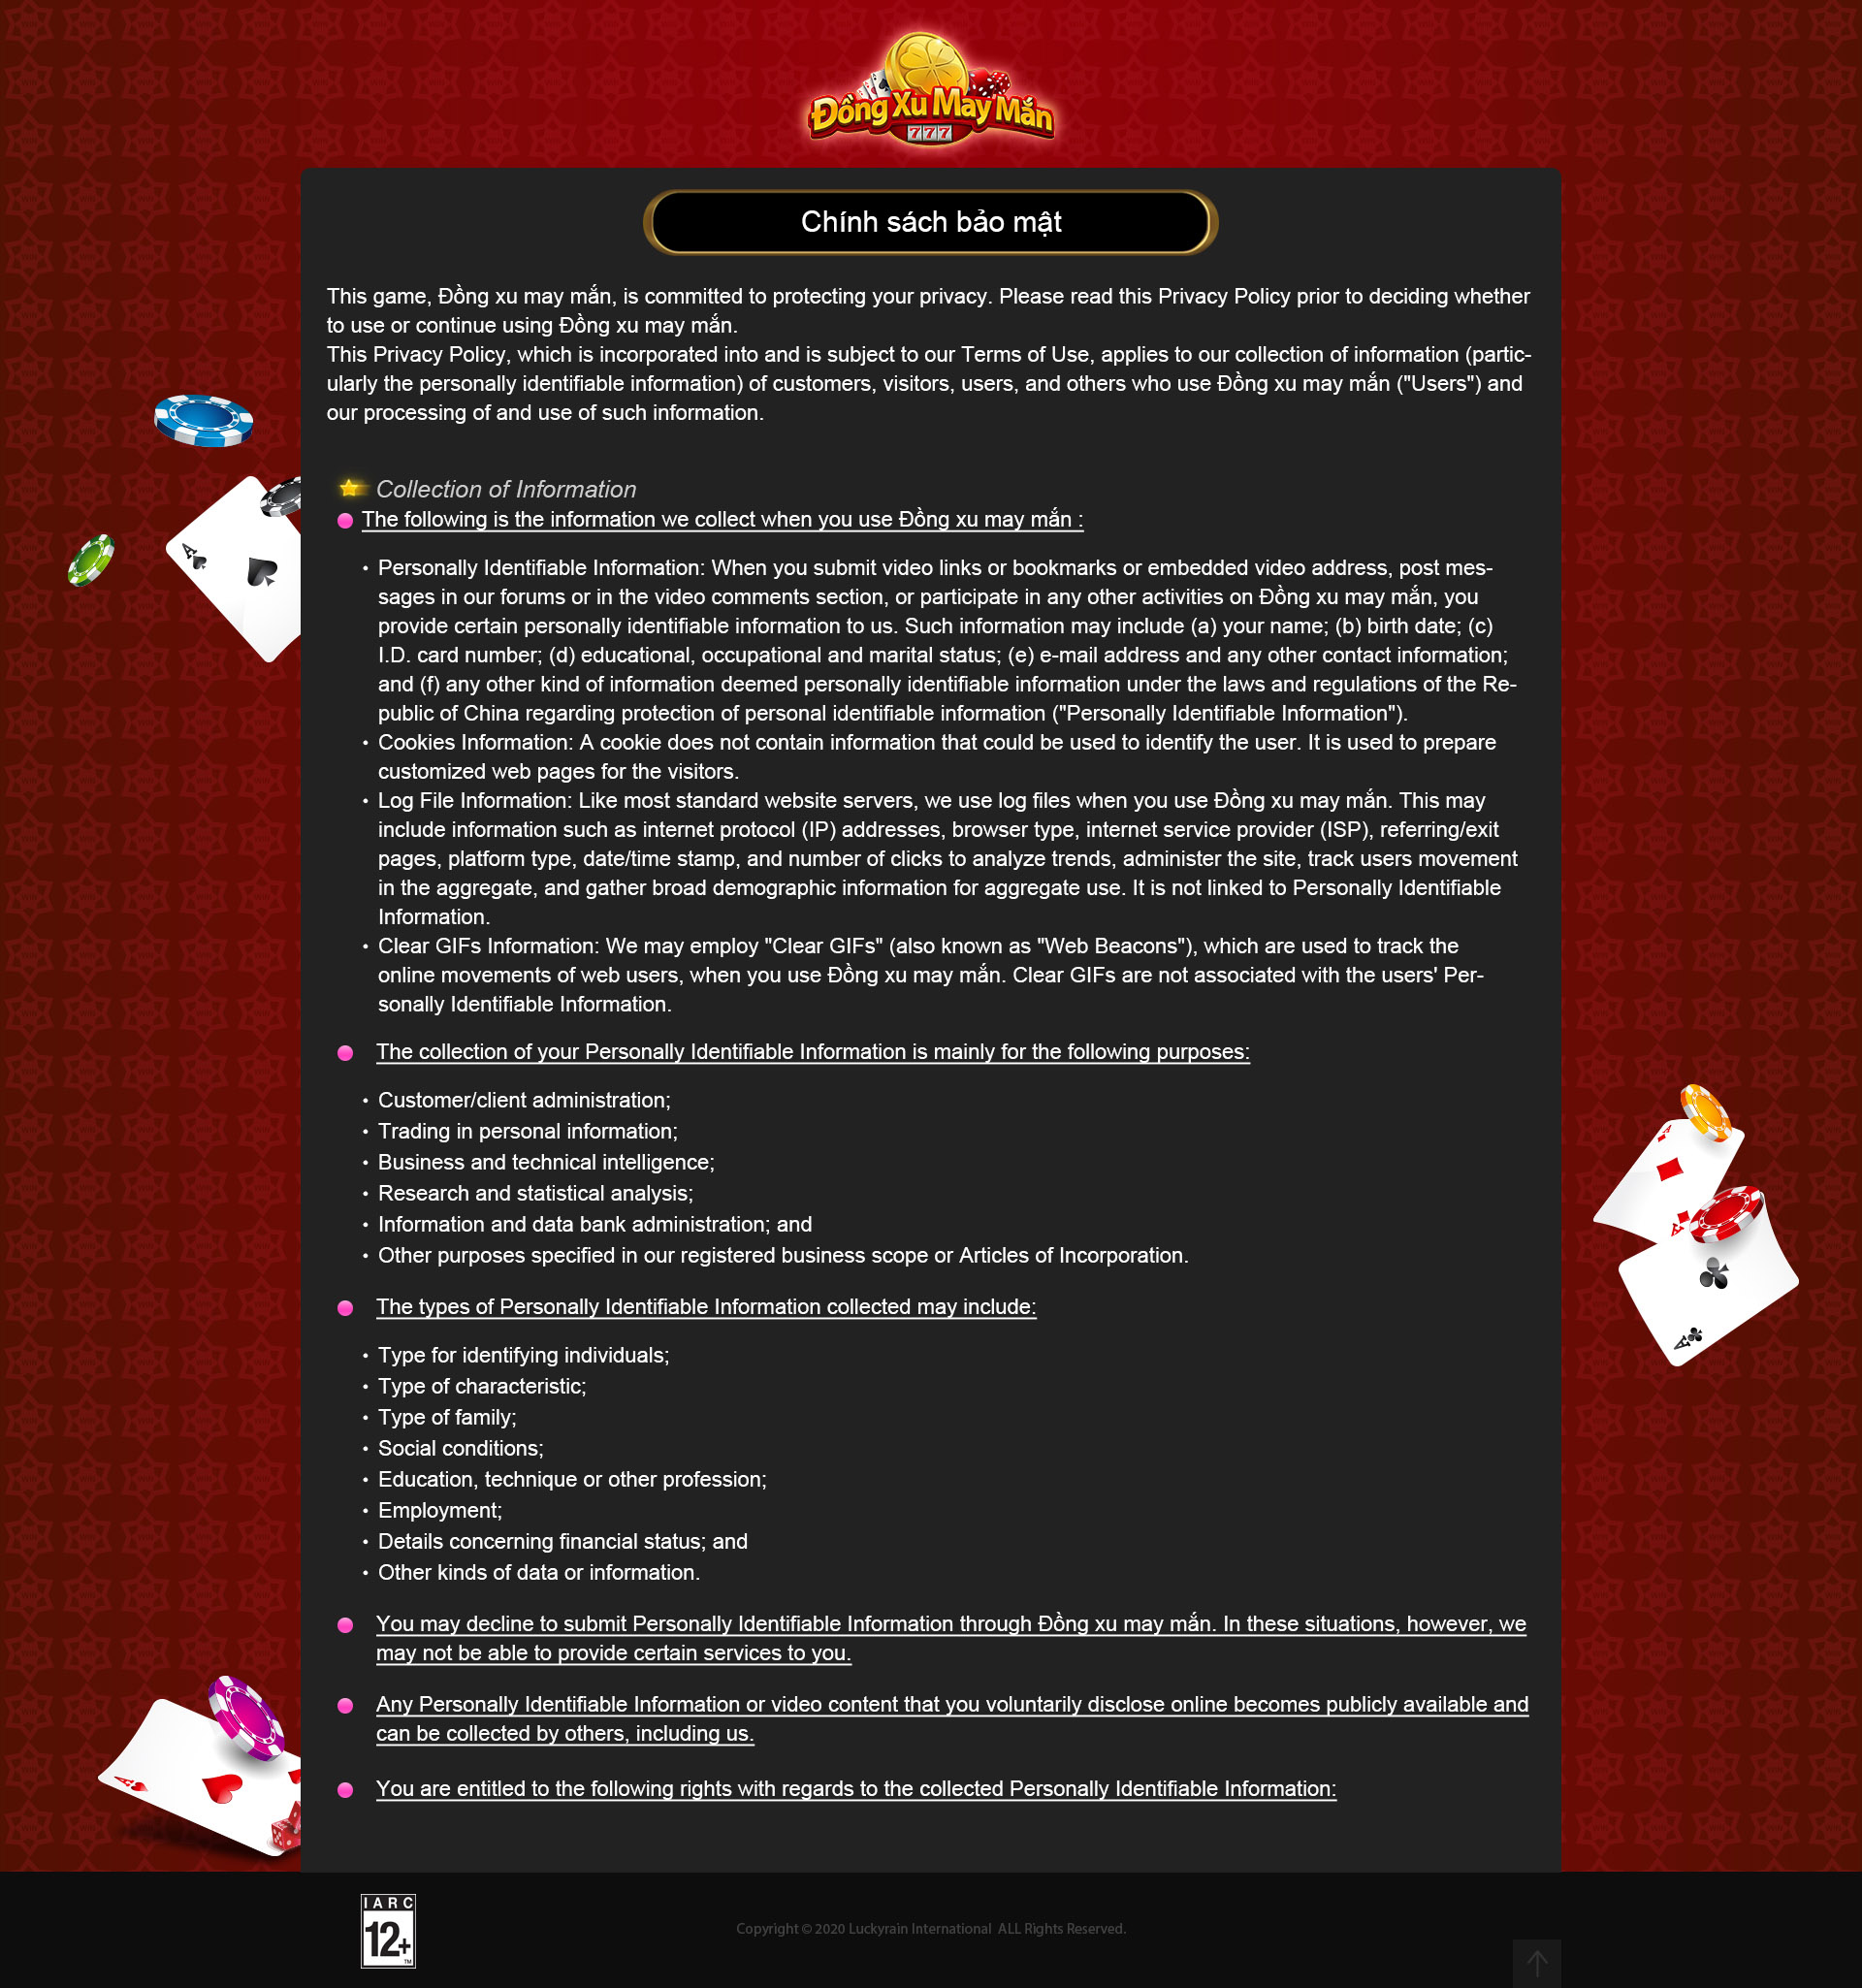 Đồng Xu May Mắn
777
Chính sách bảo mật
This game, Đồng xu may mắn, is committed to protecting your privacy. Please read this Privacy Policy prior to deciding whether
to use or continue using Đồng xu may mắn.
This Privacy Policy, which is incorporated into and is subject to our Terms of Use, applies to our collection of information (partic-
ularly the personally identifiable information) of customers, visitors, users, and others who use Đồng xu may mắn ("Users") and
our processing of and use of such information.
Collection of Information
The following is the information we collect when you use Đồng xu may mắn :
• Personally Identifiable Information: When you submit video links or bookmarks or embedded video address, post mes-
sages in our forums or in the video comments section, or participate in any other activities on Đồng xu may mắn, you
provide certain personally identifiable information to us. Such information may include (a) your name; (b) birth date; (c)
I.D. card number; (d) educational, occupational and marital status; (e) e-mail address and any other contact information;
and (f) any other kind of information deemed personally identifiable information under the laws and regulations of the Re-
public of China regarding protection of personal identifiable information ("Personally Identifiable Information").
• Cookies Information: A cookie does not contain information that could be used to identify the user. It is used to prepare
customized web pages for the visitors.
• Log File Information: Like most standard website servers, we use log files when you use Đồng xu may mắn. This may
include information such as internet protocol (IP) addresses, browser type, internet service provider (ISP), referring/exit
pages, platform type, date/time stamp, and number of clicks to analyze trends, administer the site, track users movement
in the aggregate, and gather broad demographic information for aggregate use. It is not linked to Personally Identifiable
Information.
• Clear GIFs Information: We may employ "Clear GIFs" (also known as "Web Beacons"), which are used to track the
online movements of web users, when you use Đồng xu may mắn. Clear GIFs are not associated with the users' Per-
sonally Identifiable Information.
The collection of your Personally Identifiable Information is mainly for the following purposes:
• Customer/client administration;
• Trading in personal information;
• Business and technical intelligence;
• Research and statistical analysis;
• Information and data bank administration; and
• Other purposes specified in our registered business scope or Articles of Incorporation.
The types of Personally Identifiable Information collected may include:
• Type for identifying individuals;
• Type of characteristic;
• Type of family;
• Social conditions;
• Education, technique or other profession;
• Employment;
• Details concerning financial status; and
• Other kinds of data or information.
You may decline to submit Personally Identifiable Information through Đồng xu may mắn. In these situations, however, we
may not be able to provide certain services to you.
Any Personally Identifiable Information or video content that you voluntarily disclose online becomes publicly available and
can be collected by others, including us.
You are entitled to the following rights with regards to the collected Personally Identifiable Information:
A
A
A
A
A
IARC
12+
TM
Copyright © 2020 Luckyrain International ALL Rights Reserved.